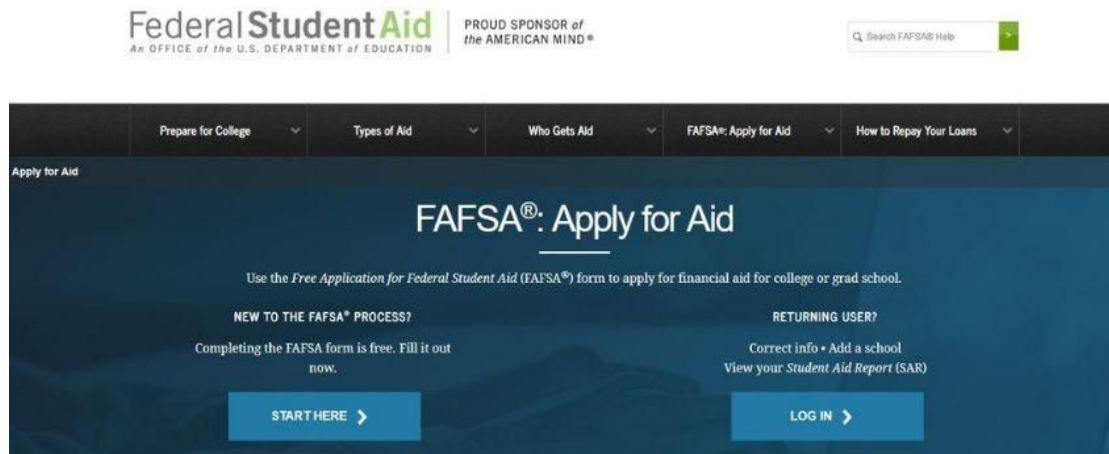 Federal Student Aid
An OFFICE of the U.S. DEPARTMENT of EDUCATION
PROUD SPONSOR of
the AMERICAN MIND®
Search FAFSA® Help
>
Prepare for College
Types of Aid
Who Gets Aid
FAFSA®: Apply for Aid
How to Repay Your Loans
Apply for Aid
FAFSA®: Apply for Aid
Use the Free Application for Federal Student Aid (FAFSA®) form to apply for financial aid for college or grad school.
NEW TO THE FAFSA® PROCESS?
Completing the FAFSA form is free. Fill it out
now.
START HERE
RETURNING USER?
Correct info • Add a school
View your Student Aid Report (SAR)
LOG IN